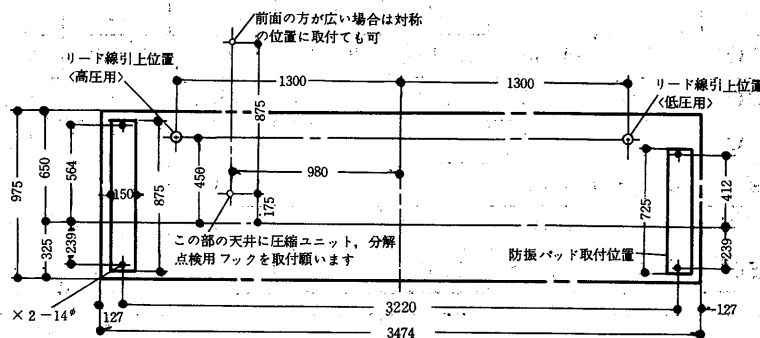 前面の方が広い場合は対称
の位置に取付ても可
リード線引上位置
<高圧用>
1300
1300
リード線引上位置
<低圧用>
875
975
650
564
150
875
450
980
175
725
412
325
239
この部の天井に圧縮ユニット,分解
点検用フックを取付願います
防振パッド取付位置
239
×2-14φ
127
3220
127
3474